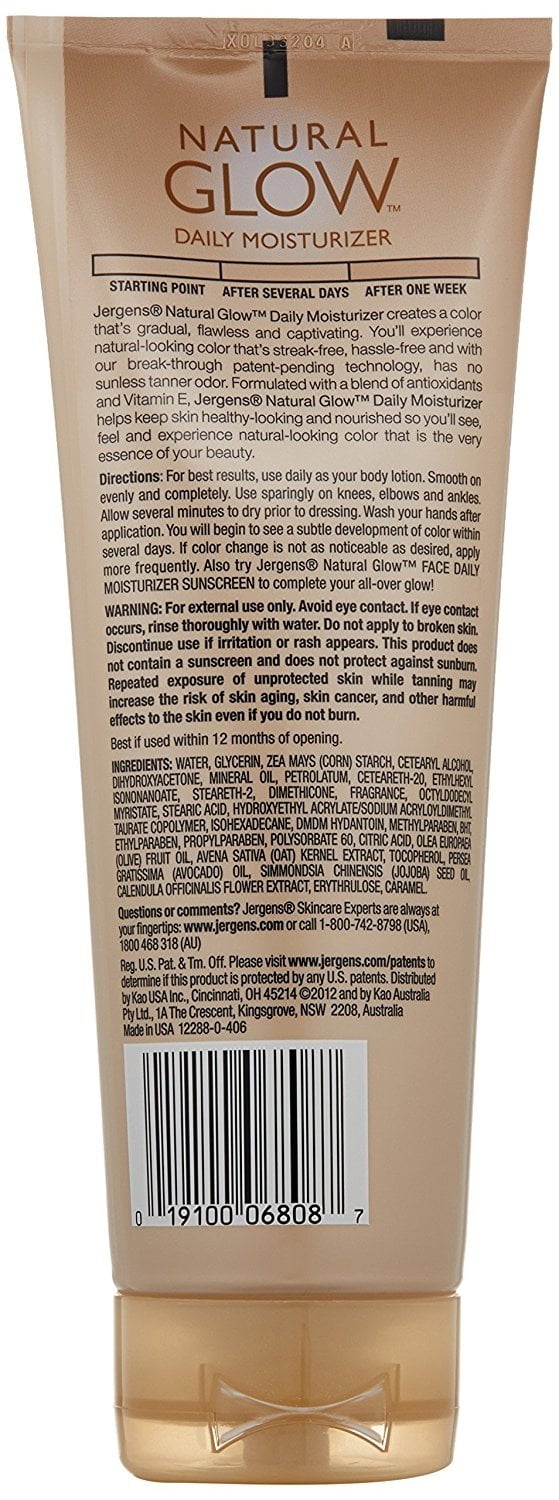 XOL33204 A
NATURAL
GLOW™
DAILY MOISTURIZER
STARTING POINT AFTER SEVERAL DAYS AFTER ONE WEEK
Jergens® Natural Glow™ Daily Moisturizer creates a color
that's gradual, flawless and captivating. You'll experience
natural-looking color that's streak-free, hassle-free and with
our break-through patent-pending technology, has no
sunless tanner odor. Formulated with a blend of antioxidants
and Vitamin E, Jergens® Natural Glow™ Daily Moisturizer
helps keep skin healthy-looking and nourished so you'll see,
feel and experience natural-looking color that is the very
essence of your beauty.
Directions: For best results, use daily as your body lotion. Smooth on
evenly and completely. Use sparingly on knees, elbows and ankles.
Allow several minutes to dry prior to dressing. Wash your hands after
application. You will begin to see a subtle development of color within
several days. If color change is not as noticeable as desired, apply
more frequently. Also try Jergens® Natural Glow™ FACE DAILY
MOISTURIZER SUNSCREEN to complete your all-over glow!
WARNING: For external use only. Avoid eye contact. If eye contact
occurs, rinse thoroughly with water. Do not apply to broken skin.
Discontinue use if irritation or rash appears. This product does
not contain a sunscreen and does not protect against sunburn.
Repeated exposure of unprotected skin while tanning may
increase the risk of skin aging, skin cancer, and other harmful
effects to the skin even if you do not burn.
Best if used within 12 months of opening.
INGREDIENTS: WATER, GLYCERIN, ZEA MAYS (CORN) STARCH, CETEARYL ALCOHOL,
DIHYDROXYACETONE, MINERAL OIL, PETROLATUM, CETEARETH-20, ETHYLHEXYL
ISONONANOATE, STEARETH-2, DIMETHICONE, FRAGRANCE, OCTYLDODECYL
MYRISTATE, STEARIC ACID, HYDROXYETHYL ACRYLATE/SODIUM ACRYLOYLDIMETHYL
TAURATE COPOLYMER, ISOHEXADECANE, DMDM HYDANTOIN, METHYLPARABEN, BHT,
ETHYLPARABEN, PROPYLPARABEN, POLYSORBATE 60, CITRIC ACID, OLEA EUROPAEA
(OLIVE) FRUIT OIL, AVENA SATIVA (OAT) KERNEL EXTRACT, TOCOPHEROL, PERSEA
GRATISSIMA (AVOCADO) OIL, SIMMONDSIA CHINENSIS (JOJOBA) SEED OIL,
CALENDULA OFFICINALIS FLOWER EXTRACT, ERYTHRULOSE, CARAMEL.
Questions or comments? Jergens® Skincare Experts are always at
your fingertips: www.jergens.com or call 1-800-742-8798 (USA),
1800 468 318 (AU)
Reg. U.S. Pat. & Tm. Off. Please visit www.jergens.com/patents to
determine if this product is protected by any U.S. patents. Distributed
by Kao USA Inc., Cincinnati, OH 45214 ©2012 and by Kao Australia
Pty Ltd., 1A The Crescent, Kingsgrove, NSW 2208, Australia
Made in USA 12288-0-406
0 19100 06808 7